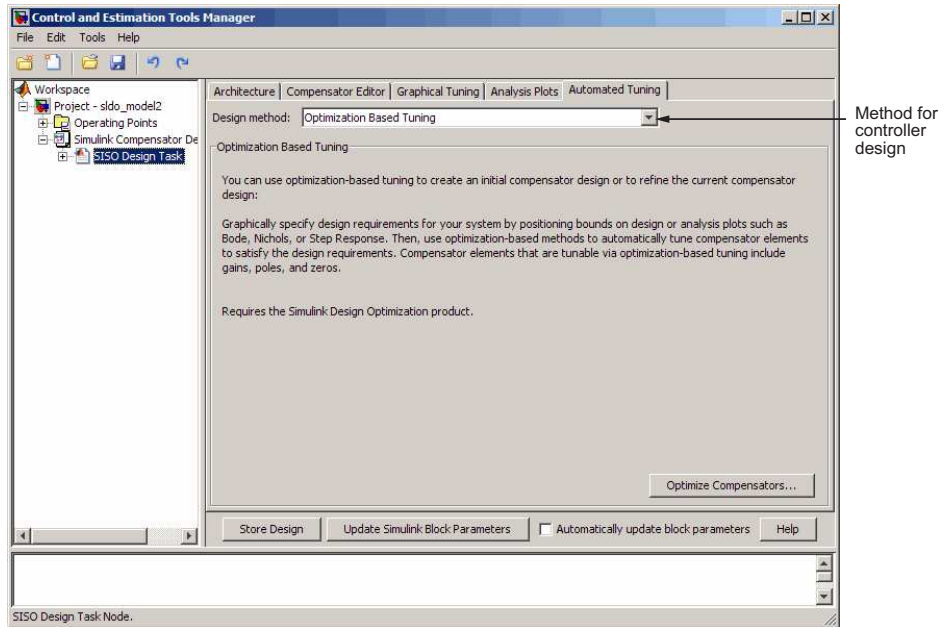 Control and Estimation Tools Manager
File Edit Tools Help
Workspace
Project - sldo_model2
Operating Points
Simulink Compensator De
SISO Design Task
Architecture Compensator Editor Graphical Tuning Analysis Plots Automated Tuning
Design method: Optimization Based Tuning
Method for
controller
design
Optimization Based Tuning
You can use optimization-based tuning to create an initial compensator design or to refine the current compensator
design:
Graphically specify design requirements for your system by positioning bounds on design or analysis plots such as
Bode, Nichols, or Step Response. Then, use optimization-based methods to automatically tune compensator elements
to satisfy the design requirements. Compensator elements that are tunable via optimization-based tuning include
gains, poles, and zeros.
Requires the Simulink Design Optimization product.
Optimize Compensators...
Store Design Update Simulink Block Parameters Automatically update block parameters Help
SISO Design Task Node.